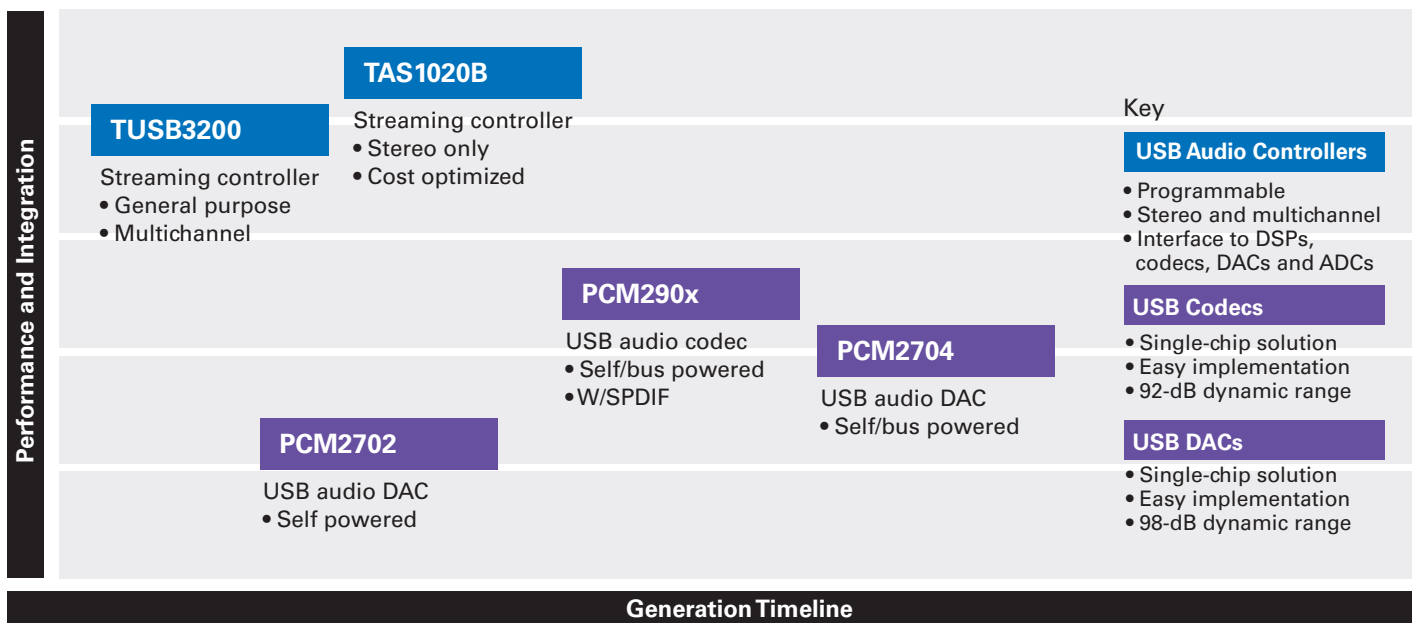 Performance and Integration
TAS1020B
Streaming controller
• Stereo only
• Cost optimized
TUSB3200
Streaming controller
• General purpose
• Multichannel
PCM290x
USB audio codec
• Self/bus powered
• W/SPDIF
PCM2704
USB audio DAC
• Self/bus powered
PCM2702
USB audio DAC
• Self powered
Key
USB Audio Controllers
• Programmable
• Stereo and multichannel
• Interface to DSPs,
codecs, DACs and ADCs
USB Codecs
• Single-chip solution
• Easy implementation
• 92-dB dynamic range
USB DACs
• Single-chip solution
• Easy implementation
• 98-dB dynamic range
Generation Timeline